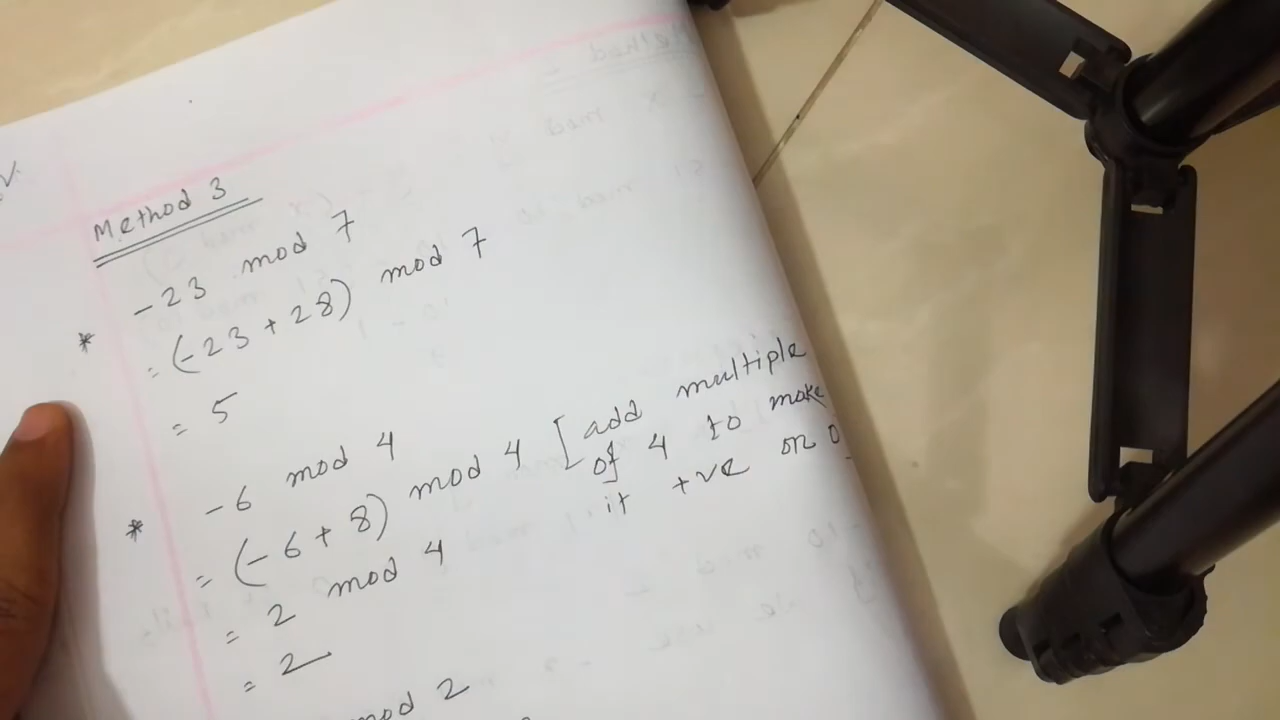 Method 3
* -23 mod 7
= (-23 + 28) mod 7
= 5
* -6 mod 4
= (-6 + 8) mod 4 [add multiple
of 4 to make
it +ve or 0
= 2 mod 4
= 2
mod 2